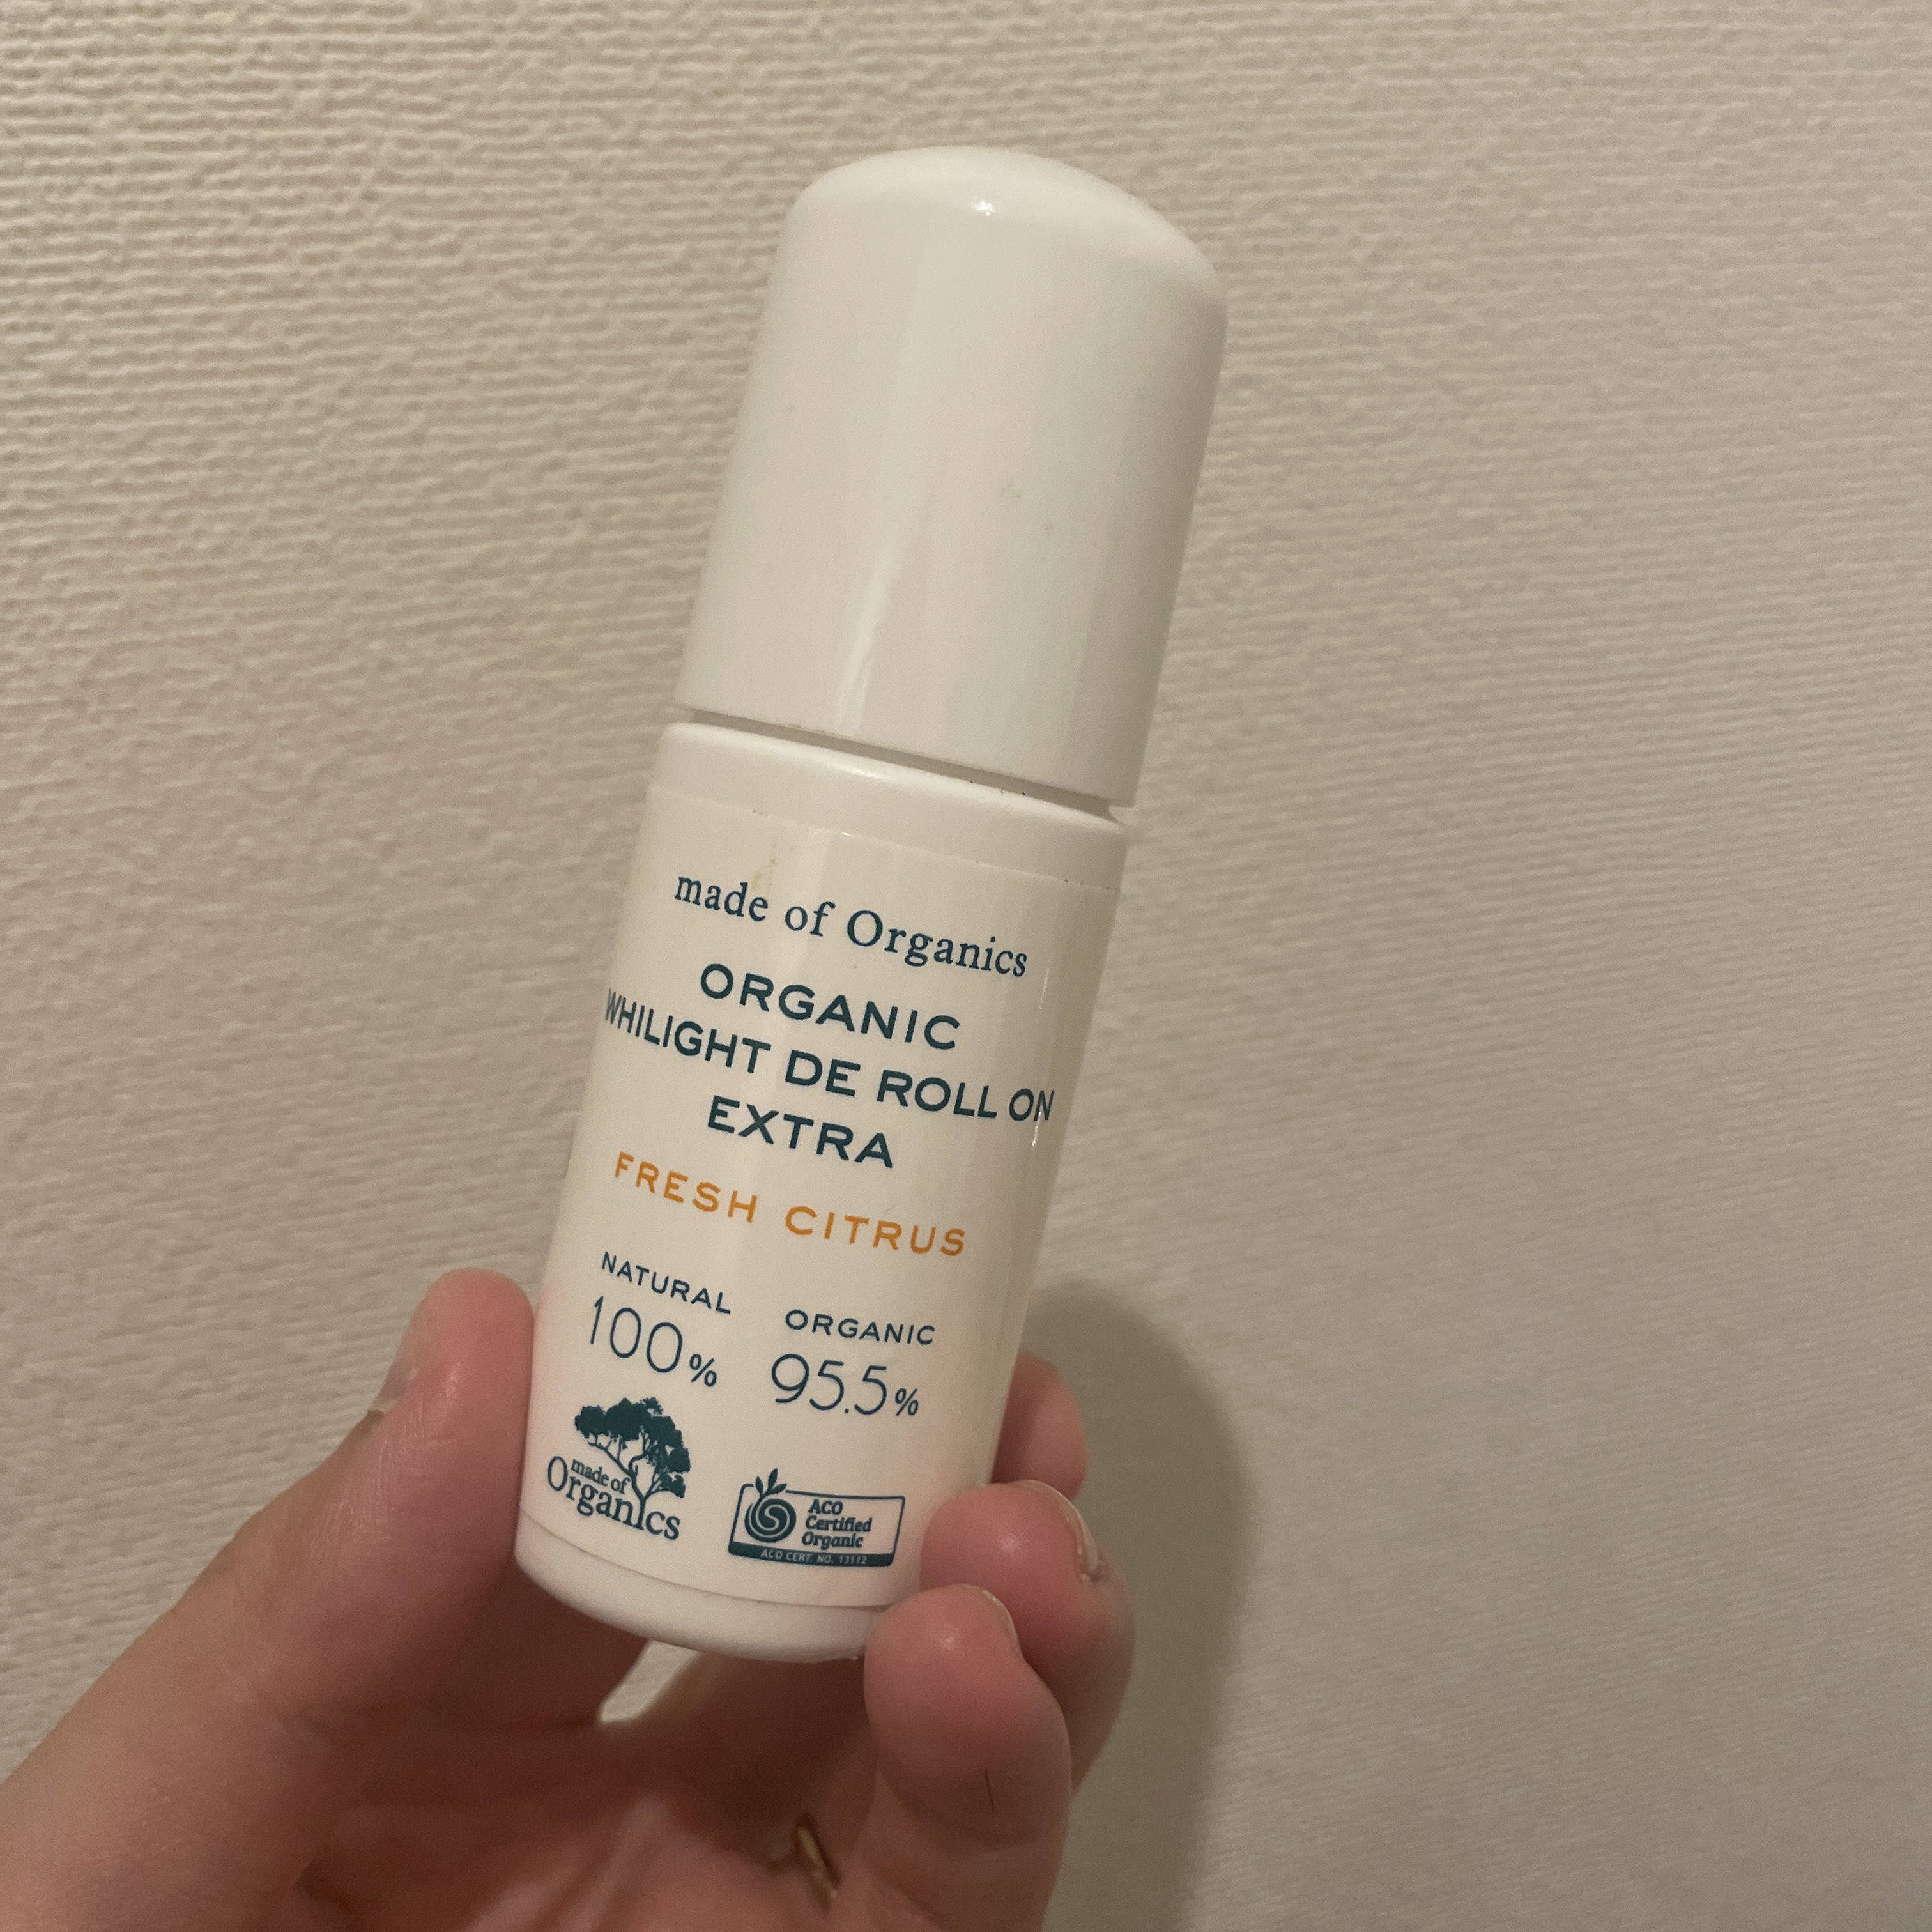 made of Organics
ORGANIC
WHILIGHT DE ROLL ON
EXTRA
FRESH CITRUS
NATURAL
100%
ORGANIC
95.5%
made of
Organics
ACO
Certified
Organic
ACO CERT. NO. 13112